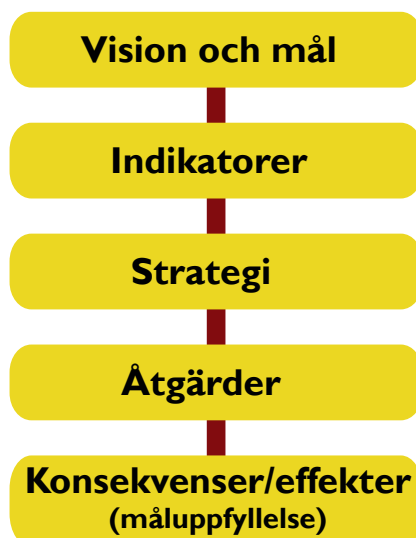 Vision och mål
Indikatorer
Strategi
Åtgärder
Konsekvenser/effekter
(måluppfyllelse)